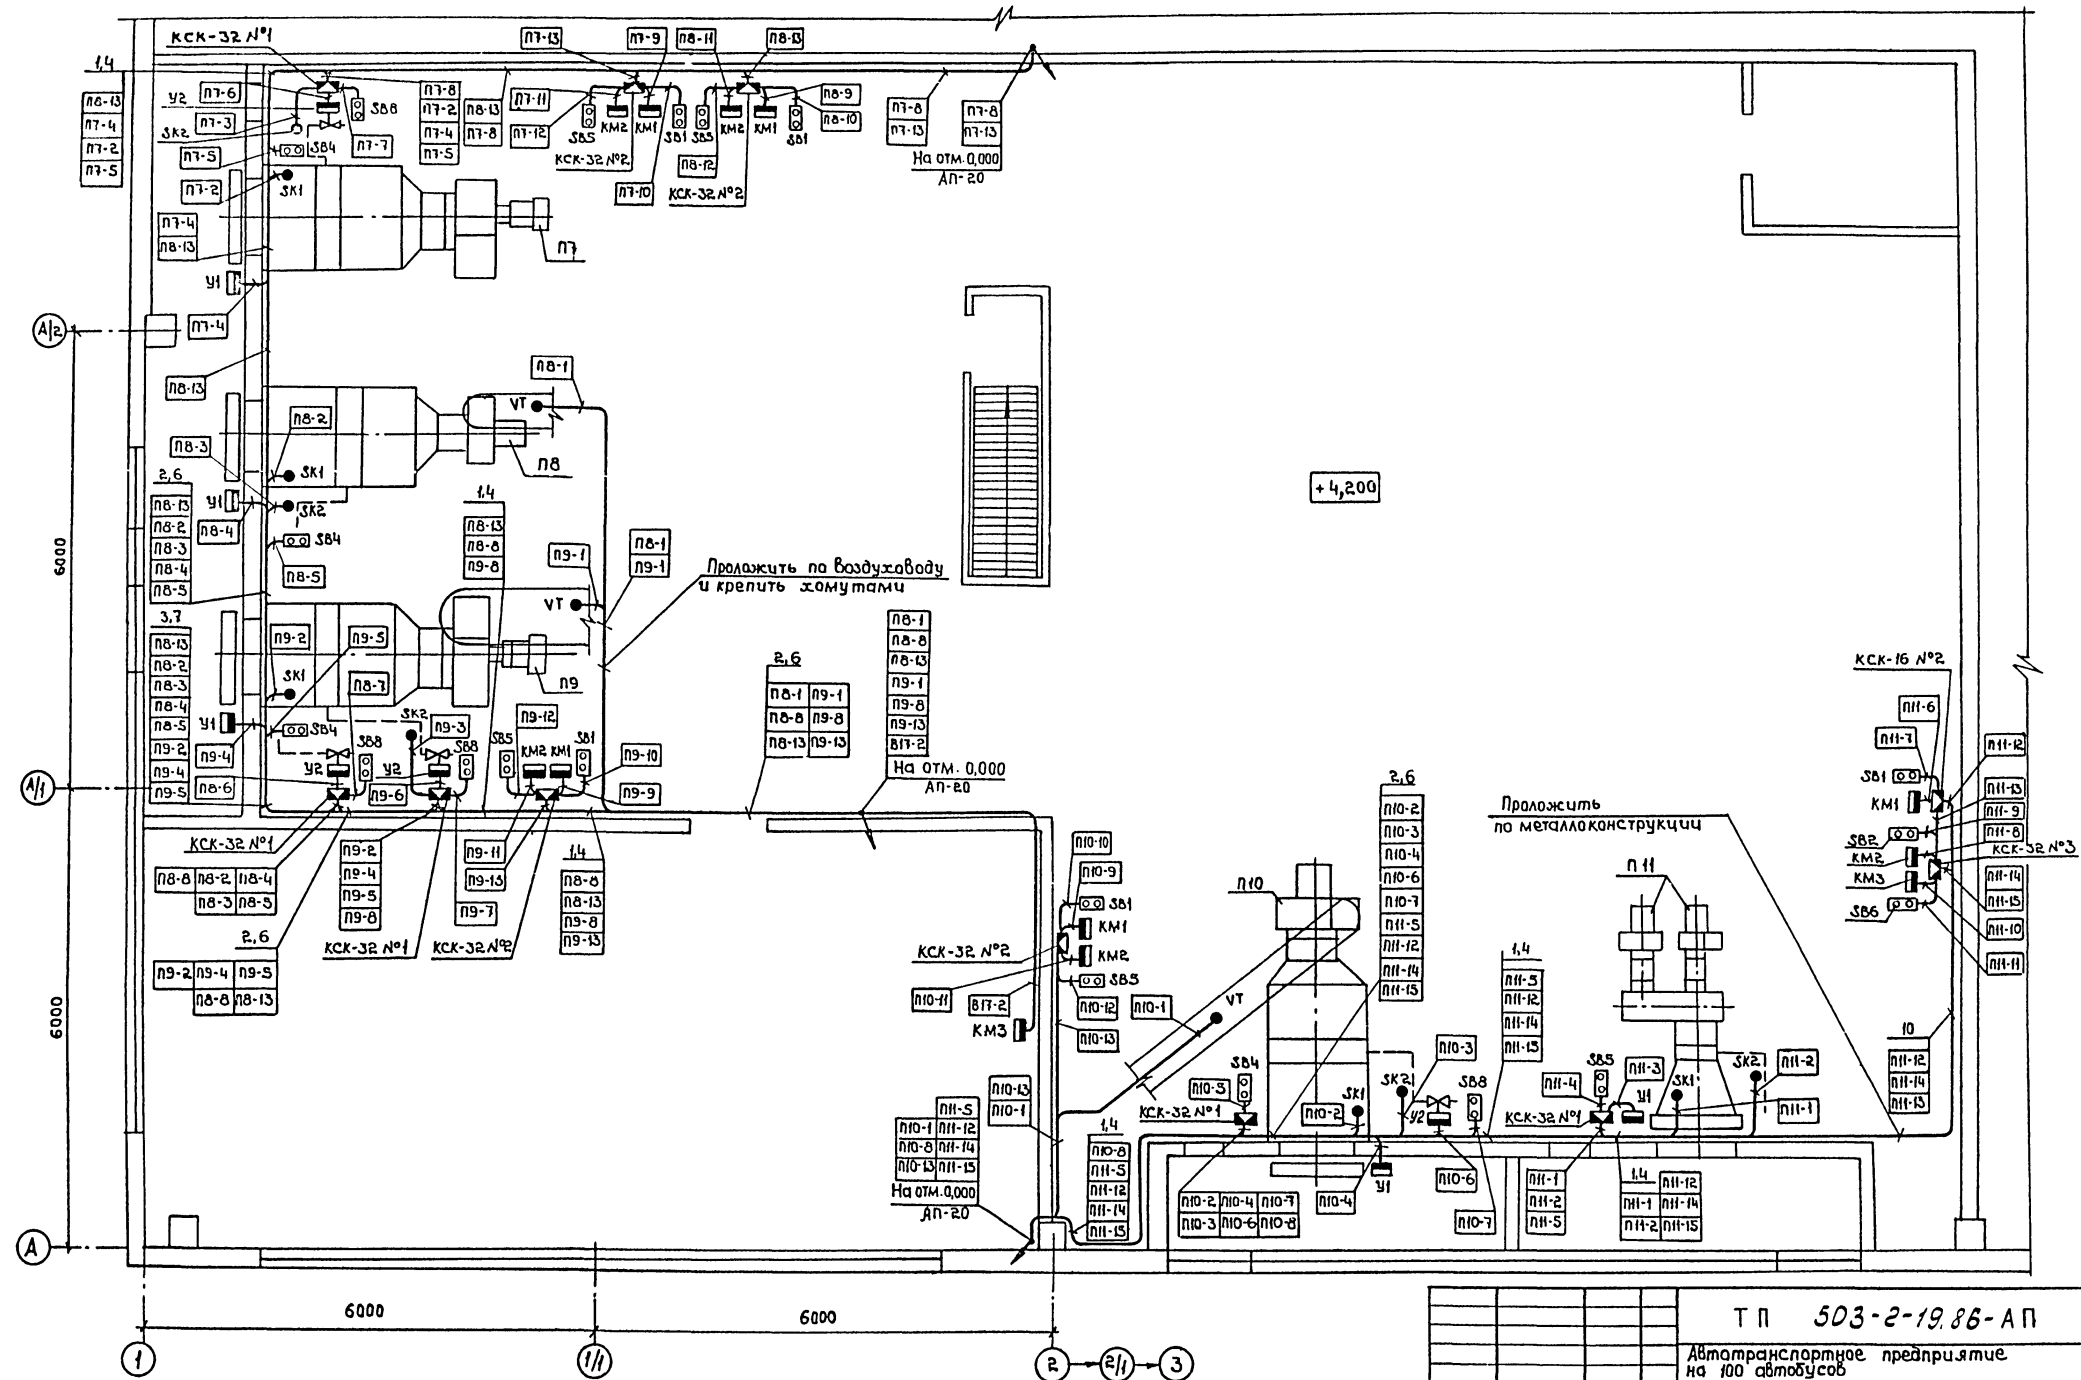 КСК-32 №1
1,4
П8-13
П7-4
П7-2
П7-5
П7-6
У2
П7-3
SK2
П7-5
П7-2
SB8
SB4
П7-7
SK1
П7-8
П7-2
П7-4
П7-5
П8-13
П7-8
П7-13
П7-9
П8-11
П8-13
П7-11
П7-12
SB5
КМ2
КМ1
SB1
SB5
КМ2
КМ1
SB1
П8-9
П8-10
КСК-32 №2
П8-12
П7-10
КСК-32 №2
П7-8
П7-13
П7-8
П7-13
На отм. 0,000
АП-20
П7-4
П8-13
П7
У1
П7-4
А/2
П8-13
П8-1
VT
П8-2
П8-3
SK1
П8
2,6
У1
SK2
П8-4
SB4
П8-5
П8-13
П8-2
П8-3
П8-4
П8-5
1,4
П8-13
П8-8
П9-8
П9-1
П8-1
П9-1
Проложить по воздуховоду
и крепить хомутами
+4,200
6000
VT
3,7
П8-13
П8-2
П8-3
П8-4
П8-5
П9-2
П9-4
П9-5
П9-2
П9-5
SK1
П8-7
П9
У1
SB4
П9-4
П8-6
SB8
У2
SK2
П9-3
SB8
У2
П9-6
SB5
П9-12
КМ2
КМ1
SB1
П9-10
П9-9
2,6
П8-1 П9-1
П8-8 П9-8
П8-13 П9-13
П8-1
П8-8
П8-13
П9-1
П9-8
П9-13
В17-2
На отм. 0,000
АП-20
А/1
КСК-32 №1
П8-8 П8-2 П8-4
П8-3 П8-5
П9-2
П9-4
П9-5
П9-8
П9-11
П9-13
П9-7
КСК-32 №1
КСК-32 №2
1,4
П8-8
П8-13
П9-8
П9-13
2,6
П9-2 П9-4 П9-5
П8-8 П8-13
6000
П10-10
П10-9
SB1
КМ1
КМ2
SB5
КСК-32 №2
П10-11
В17-2
КМ3
П10-12
П10-13
П10-1
VT
П10
2,6
П10-2
П10-3
П10-4
П10-6
П10-7
П11-5
П11-12
П11-14
П11-15
Проложить
по металлоконструкции
П11
КСК-16 №2
П11-6
П11-7
П11-12
SB1
КМ1
П11-13
П11-9
П11-8
SB2
КМ2
КМ3
КСК-32 №3
SB6
П11-14
П11-15
П11-10
П11-11
1,4
П11-5
П11-12
П11-14
П11-15
10
П11-12
П11-14
П11-13
П10-13
П10-1
SB4
П10-5
КСК-32 №1
П10-2
SK1
SK2
П10-3
У2
SB8
SB5
П11-4
П11-3
У1
КСК-32 №1
SK1
SK2
П11-2
П11-1
П11-5
П10-1 П11-12
П10-8 П11-14
П10-13 П11-15
На отм. 0,000
АП-20
1,4
П10-8
П11-5
П11-12
П11-14
П11-15
П10-2 П10-4 П10-7
П10-3 П10-6 П10-8
П10-4
У1
П10-6
П10-7
П11-1
П11-2
П11-5
1,4 П11-12
П11-1 П11-14
П11-2 П11-15
А
6000
6000
1
1/1
2
2/1
3
ТП 503-2-19.86-АП
Автотранспортное предприятие
на 100 автобусов